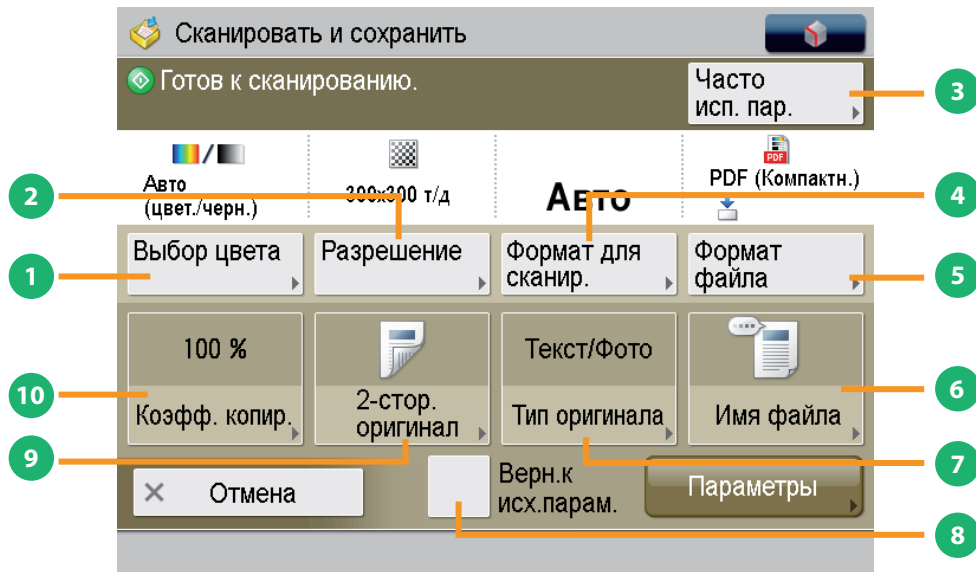 Сканировать и сохранить
Готов к сканированию.
Часто
исп. пар.
3
Авто
(цвет./черн.)
300x300 т/д
Авто
PDF
PDF (Компактн.)
2
4
Выбор цвета
Разрешение
Формат для
сканир.
Формат
файла
1
5
100 %
Текст/Фото
10
6
Коэфф. копир.
2-стор.
оригинал
Тип оригинала
Имя файла
9
7
Отмена
Верн.к
исх.парам.
Параметры
8